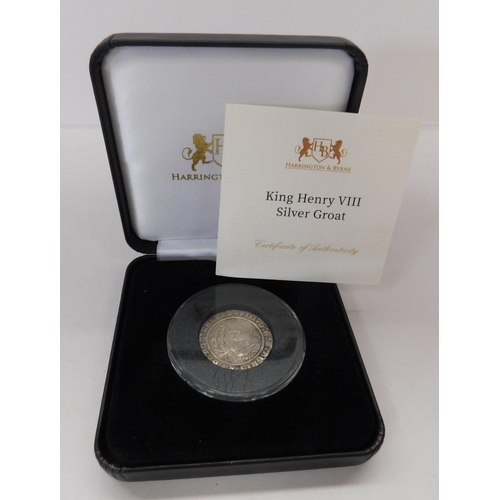 HARRINGTON
HB
HARRINGTON & BYRNE
King Henry VIII
Silver Groat
Certificate of Authenticity